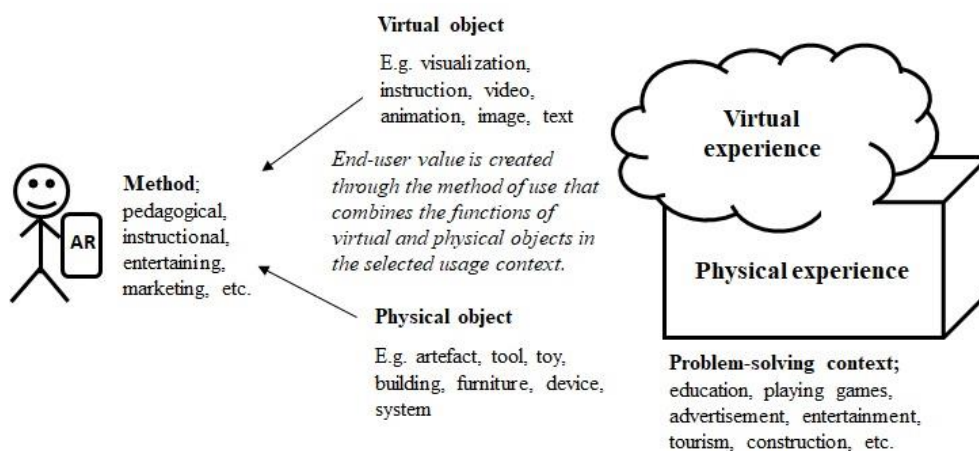 Virtual object
E.g. visualization,
instruction, video,
animation, image, text
Virtual
experience
AR
Method;
pedagogical,
instructional,
entertaining,
marketing, etc.
End-user value is created
through the method of use that
combines the functions of
virtual and physical objects in
the selected usage context.
Physical experience
Physical object
E.g. artefact, tool, toy,
building, furniture, device,
system
Problem-solving context;
education, playing games,
advertisement, entertainment,
tourism, construction, etc.